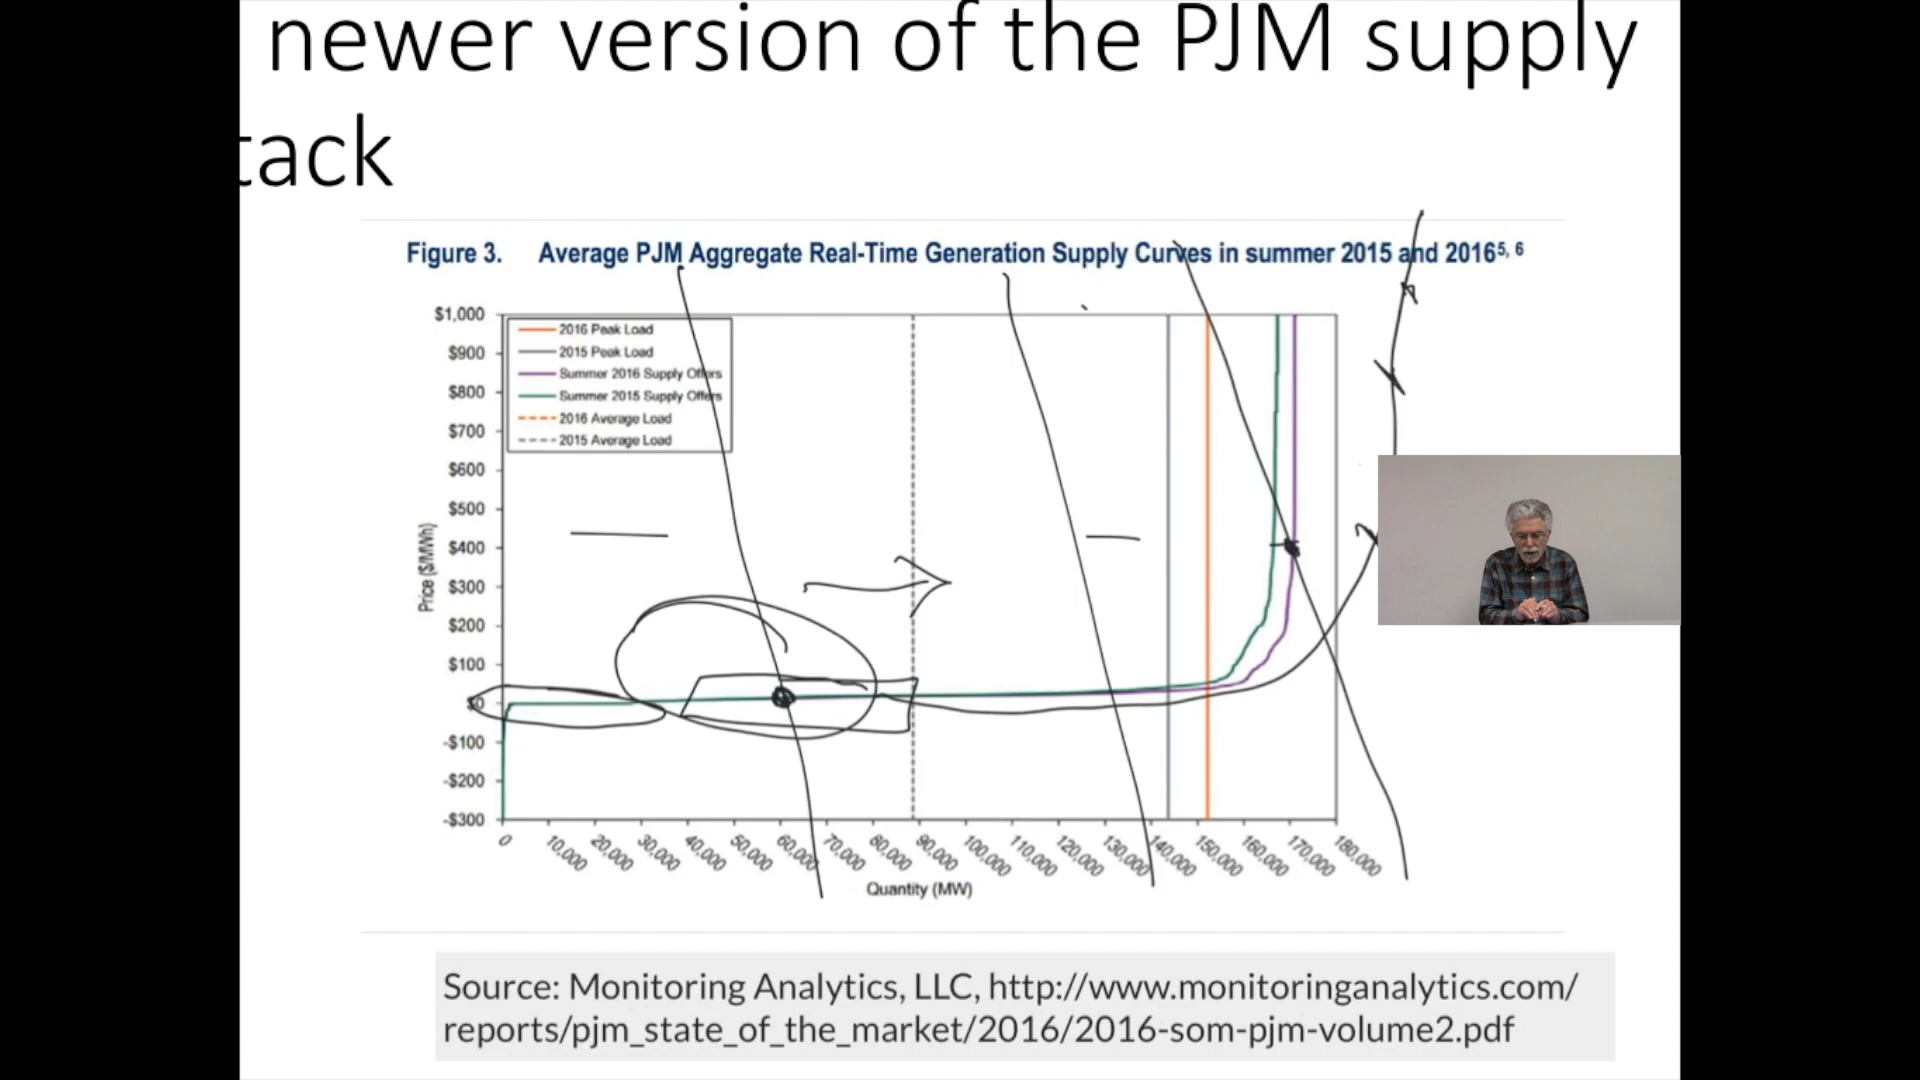 newer version of the PJM supply
tack
Figure 3. Average PJM Aggregate Real-Time Generation Supply Curves in summer 2015 and 2016⁵, ⁶
$1,000
$900
$800
$700
$600
$500
$400
$300
$200
$100
$0
-$100
-$200
-$300
Price ($/MWh)
2016 Peak Load
2015 Peak Load
Summer 2016 Supply Offers
Summer 2015 Supply Offers
2016 Average Load
2015 Average Load
0 10,000 20,000 30,000 40,000 50,000 60,000 70,000 80,000 90,000 100,000 110,000 120,000 130,000 140,000 150,000 160,000 170,000 180,000
Quantity (MW)
Source: Monitoring Analytics, LLC, http://www.monitoringanalytics.com/
reports/pjm_state_of_the_market/2016/2016-som-pjm-volume2.pdf